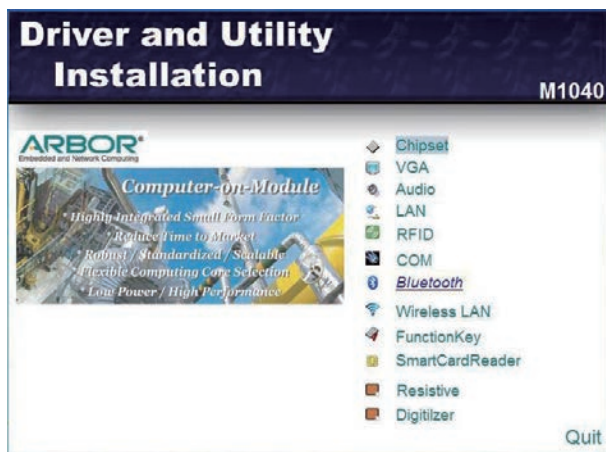 Driver and Utility
Installation
M1040
ARBOR®
Embedded and Network Computing
Computer-on-Module
* Highly Integrated Small Form Factor
* Reduce Time to Market
* Robust / Standardized / Scalable
* Flexible Computing Core Selection
* Low Power / High Performance
Chipset
VGA
Audio
LAN
RFID
COM
Bluetooth
Wireless LAN
FunctionKey
SmartCardReader
Resistive
Digitilzer
Quit